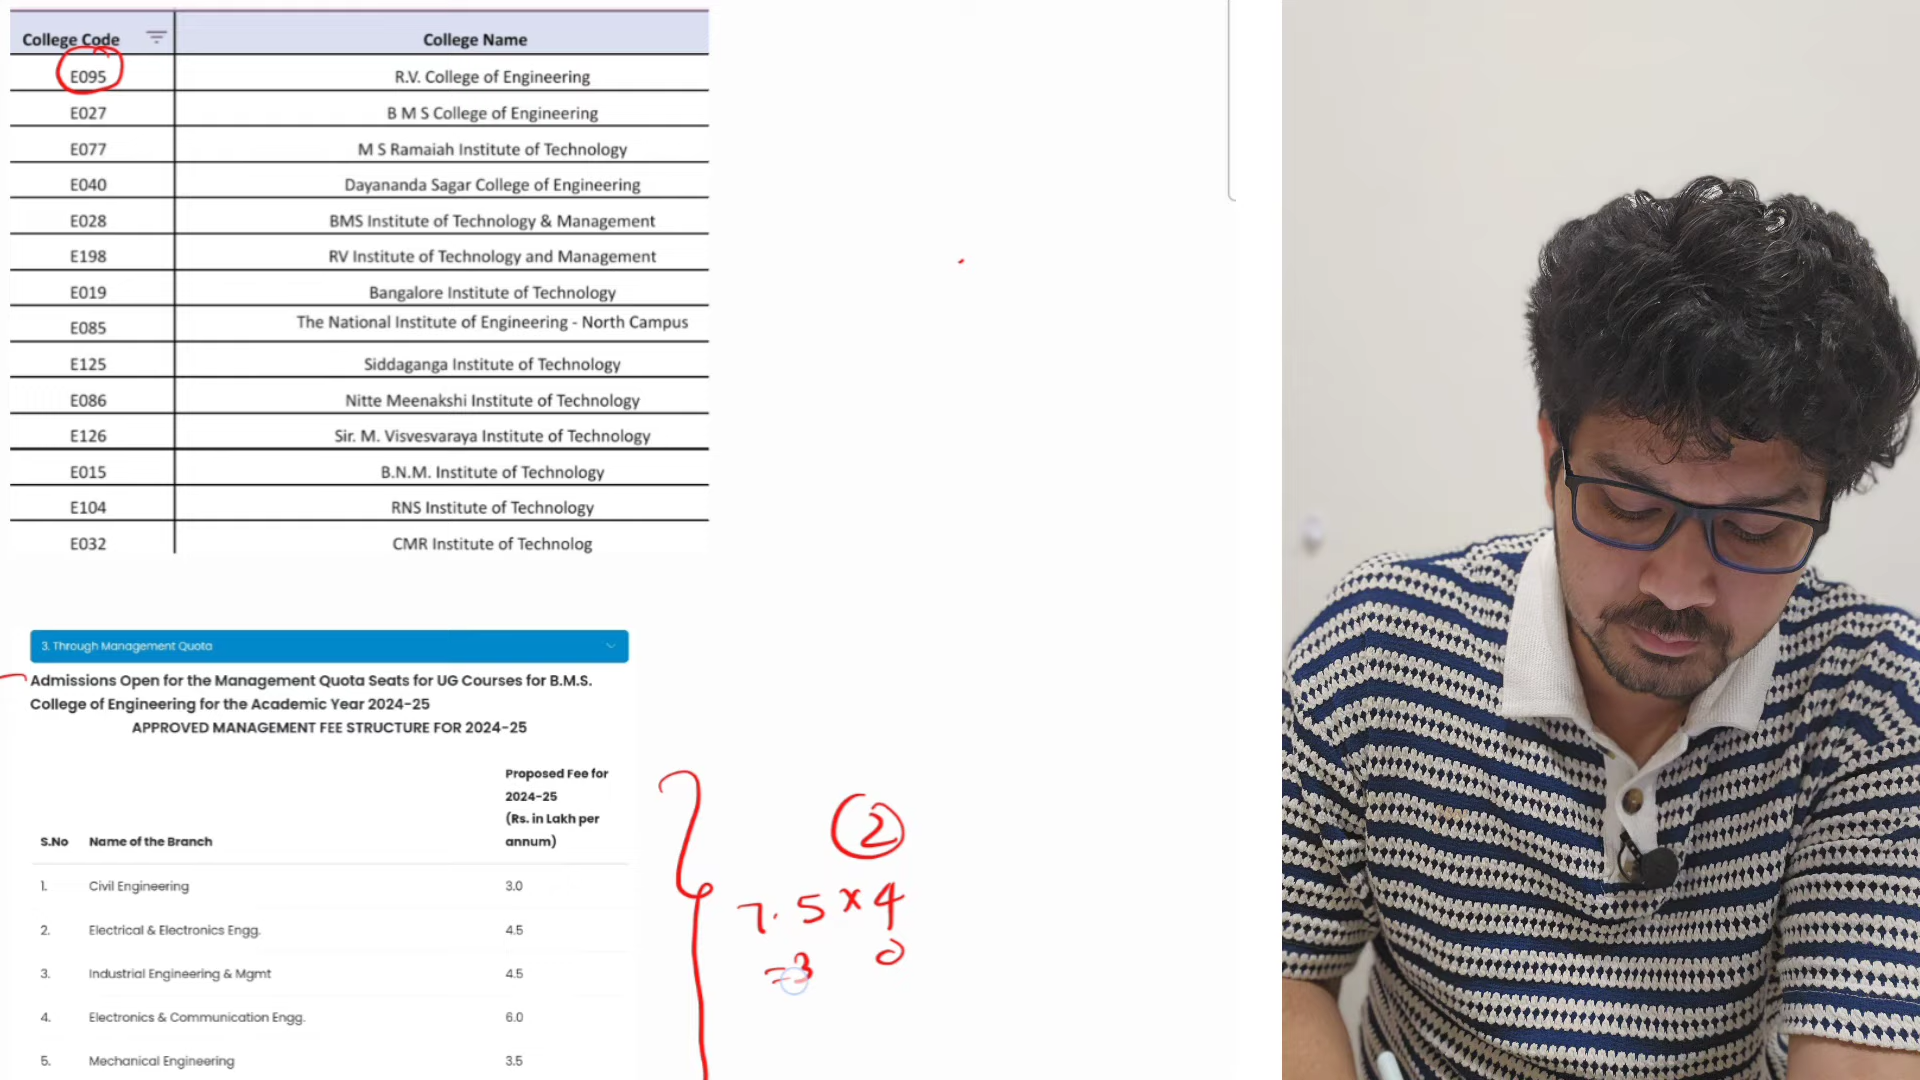 College Code College Name
E095 R.V. College of Engineering
E027 B M S College of Engineering
E077 M S Ramaiah Institute of Technology
E040 Dayananda Sagar College of Engineering
E028 BMS Institute of Technology & Management
E198 RV Institute of Technology and Management
E019 Bangalore Institute of Technology
E085 The National Institute of Engineering - North Campus
E125 Siddaganga Institute of Technology
E086 Nitte Meenakshi Institute of Technology
E126 Sir. M. Visvesvaraya Institute of Technology
E015 B.N.M. Institute of Technology
E104 RNS Institute of Technology
E032 CMR Institute of Technolog
3. Through Management Quota
Admissions Open for the Management Quota Seats for UG Courses for B.M.S.
College of Engineering for the Academic Year 2024-25
APPROVED MANAGEMENT FEE STRUCTURE FOR 2024-25
Proposed Fee for
2024-25
(Rs. in Lakh per
S.No Name of the Branch annum)
1. Civil Engineering 3.0
2. Electrical & Electronics Engg. 4.5
3. Industrial Engineering & Mgmt 4.5
4. Electronics & Communication Engg. 6.0
5. Mechanical Engineering 3.5
2
7.5 x 4
=3 0